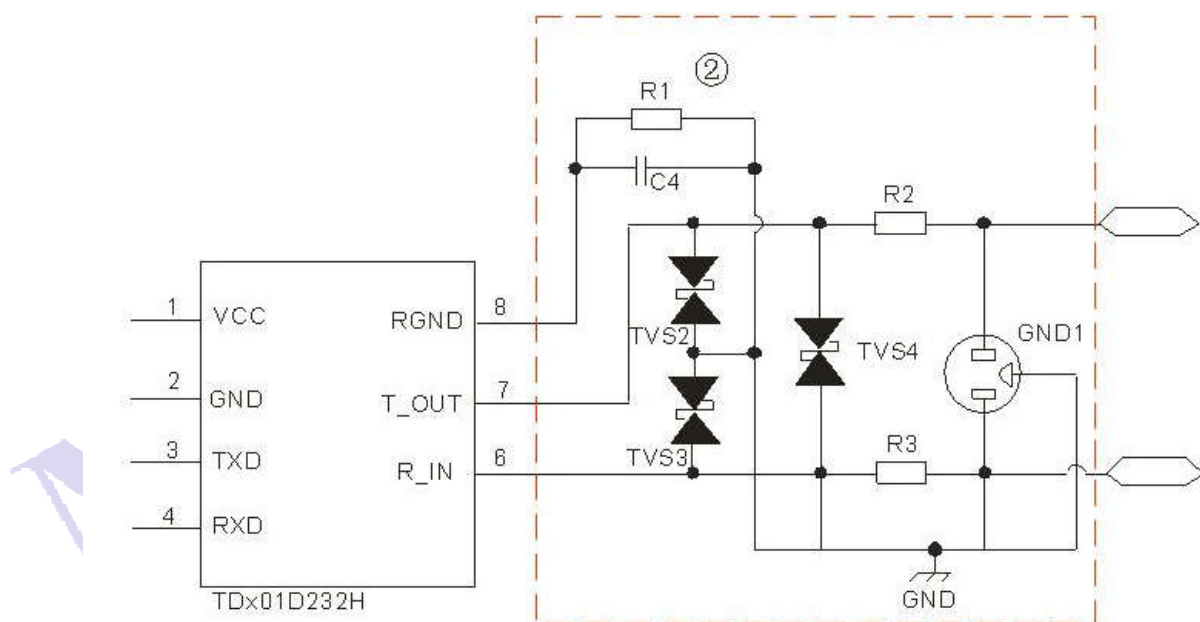 ②
R1
C4
R2
1 VCC
RGND 8
TVS2
TVS4
GND1
2 GND
T_OUT 7
3 TXD
R_IN 6
TVS3
R3
4 RXD
TDx01D232H
GND